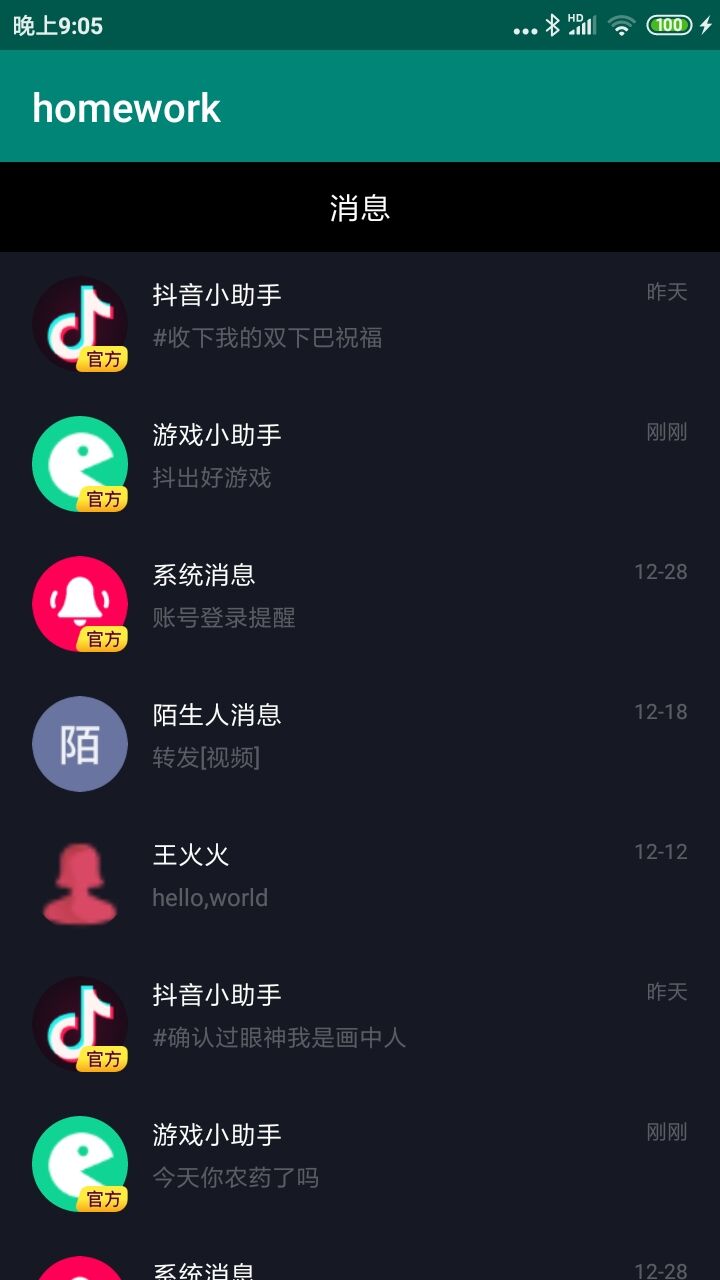 晚上9:05
HD
100
homework
消息
抖音小助手
昨天
#收下我的双下巴祝福
官方
游戏小助手
刚刚
抖出好游戏
官方
系统消息
12-28
账号登录提醒
官方
陌
陌生人消息
12-18
转发[视频]
王火火
12-12
hello,world
抖音小助手
昨天
#确认过眼神我是画中人
官方
游戏小助手
刚刚
今天你农药了吗
官方
系统消息
12-28